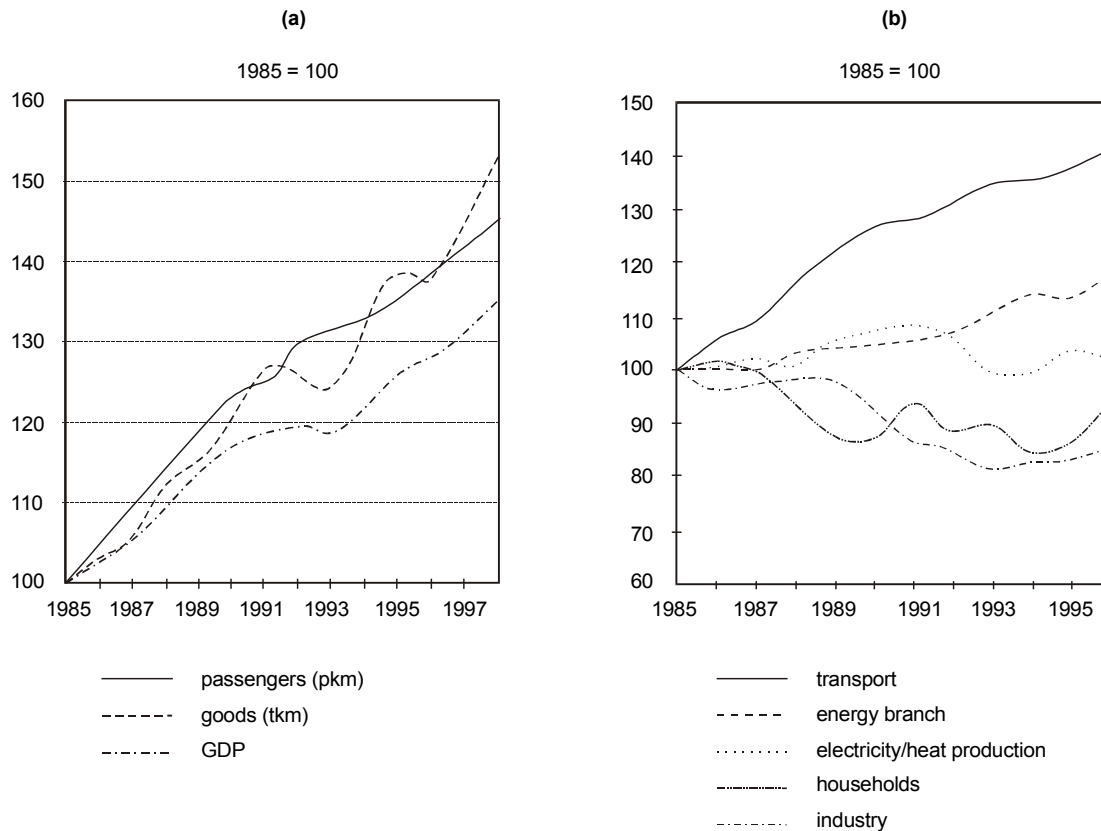 (a)
1985 = 100
160
150
140
130
120
110
100
1985 1987 1989 1991 1993 1995 1997
passengers (pkm)
goods (tkm)
GDP
(b)
1985 = 100
150
140
130
120
110
100
90
80
70
60
1985 1987 1989 1991 1993 1995
transport
energy branch
electricity/heat production
households
industry